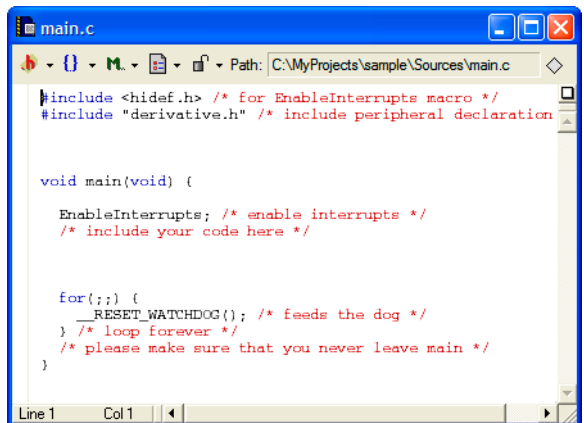 main.c
{} M. Path: C:\MyProjects\sample\Sources\main.c
#include <hidef.h> /* for EnableInterrupts macro */
#include "derivative.h" /* include peripheral declaration
void main(void) {
EnableInterrupts; /* enable interrupts */
/* include your code here */
for(;;) {
__RESET_WATCHDOG(); /* feeds the dog */
} /* loop forever */
/* please make sure that you never leave main */
}
Line 1 Col 1